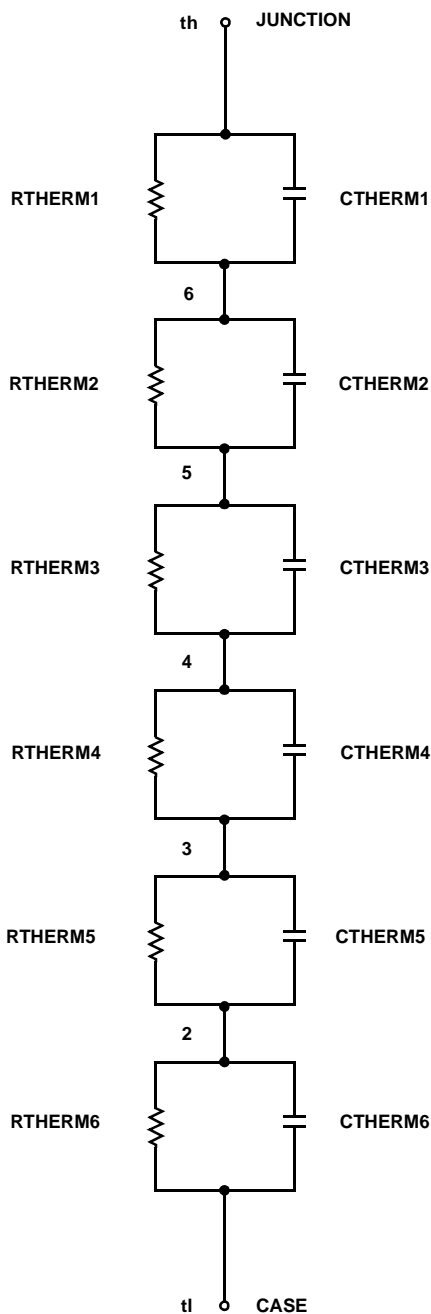 th JUNCTION
RTHERM1 CTHERM1
6
RTHERM2 CTHERM2
5
RTHERM3 CTHERM3
4
RTHERM4 CTHERM4
3
RTHERM5 CTHERM5
2
RTHERM6 CTHERM6
tl CASE